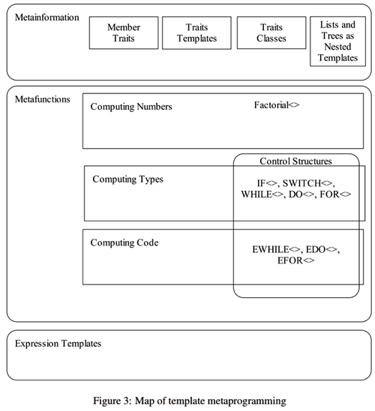 Metainformation
Member
Traits
Traits
Templates
Traits
Classes
Lists and
Trees as
Nested
Templates
Metafunctions
Computing Numbers
Factorial<>
Control Structures
Computing Types
IF<>, SWITCH<>,
WHILE<>, DO<>, FOR<>
Computing Code
EWHILE<>, EDO<>,
EFOR<>
Expression Templates
Figure 3: Map of template metaprogramming